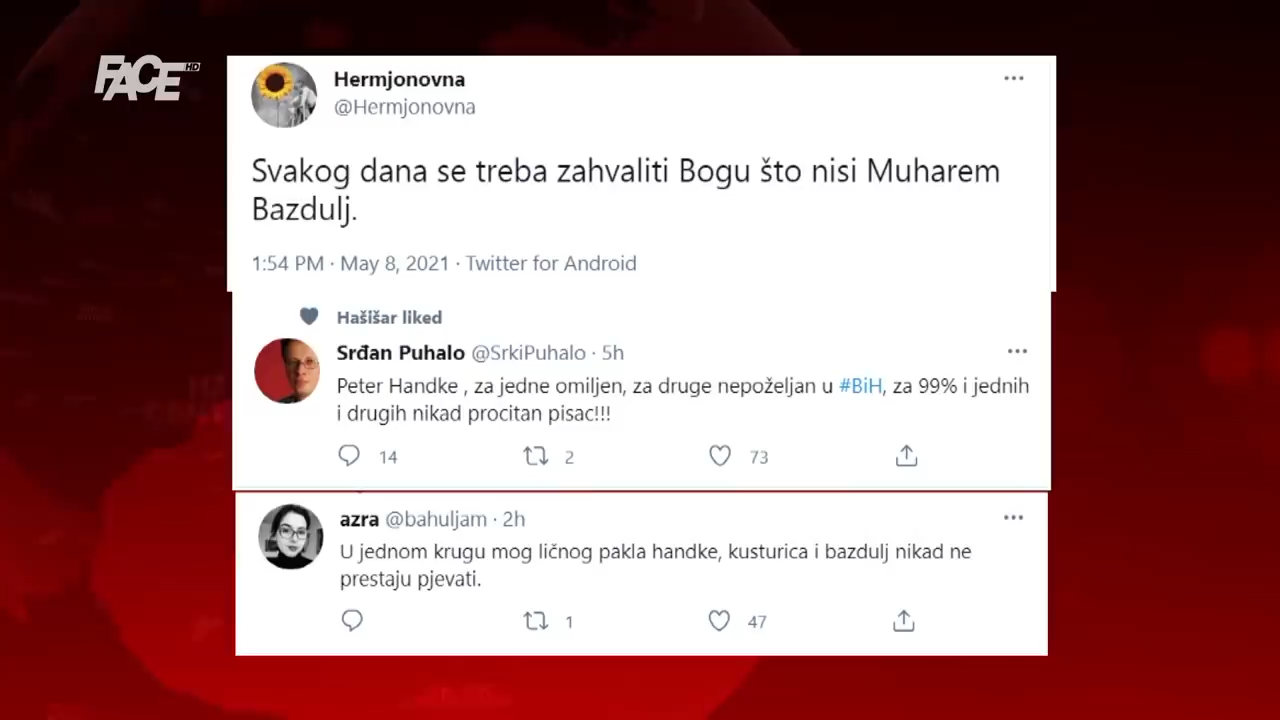 FACE HD
Hermjonovna
@Hermjonovna
Svakog dana se treba zahvaliti Bogu što nisi Muharem
Bazdulj.
1:54 PM · May 8, 2021 · Twitter for Android
Hašišar liked
Srđan Puhalo @SrkiPuhalo · 5h
Peter Handke , za jedne omiljen, za druge nepoželjan u #BiH, za 99% i jednih
i drugih nikad procitan pisac!!!
14 2 73
azra @bahuljam · 2h
U jednom krugu mog ličnog pakla handke, kusturica i bazdulj nikad ne
prestaju pjevati.
1 47